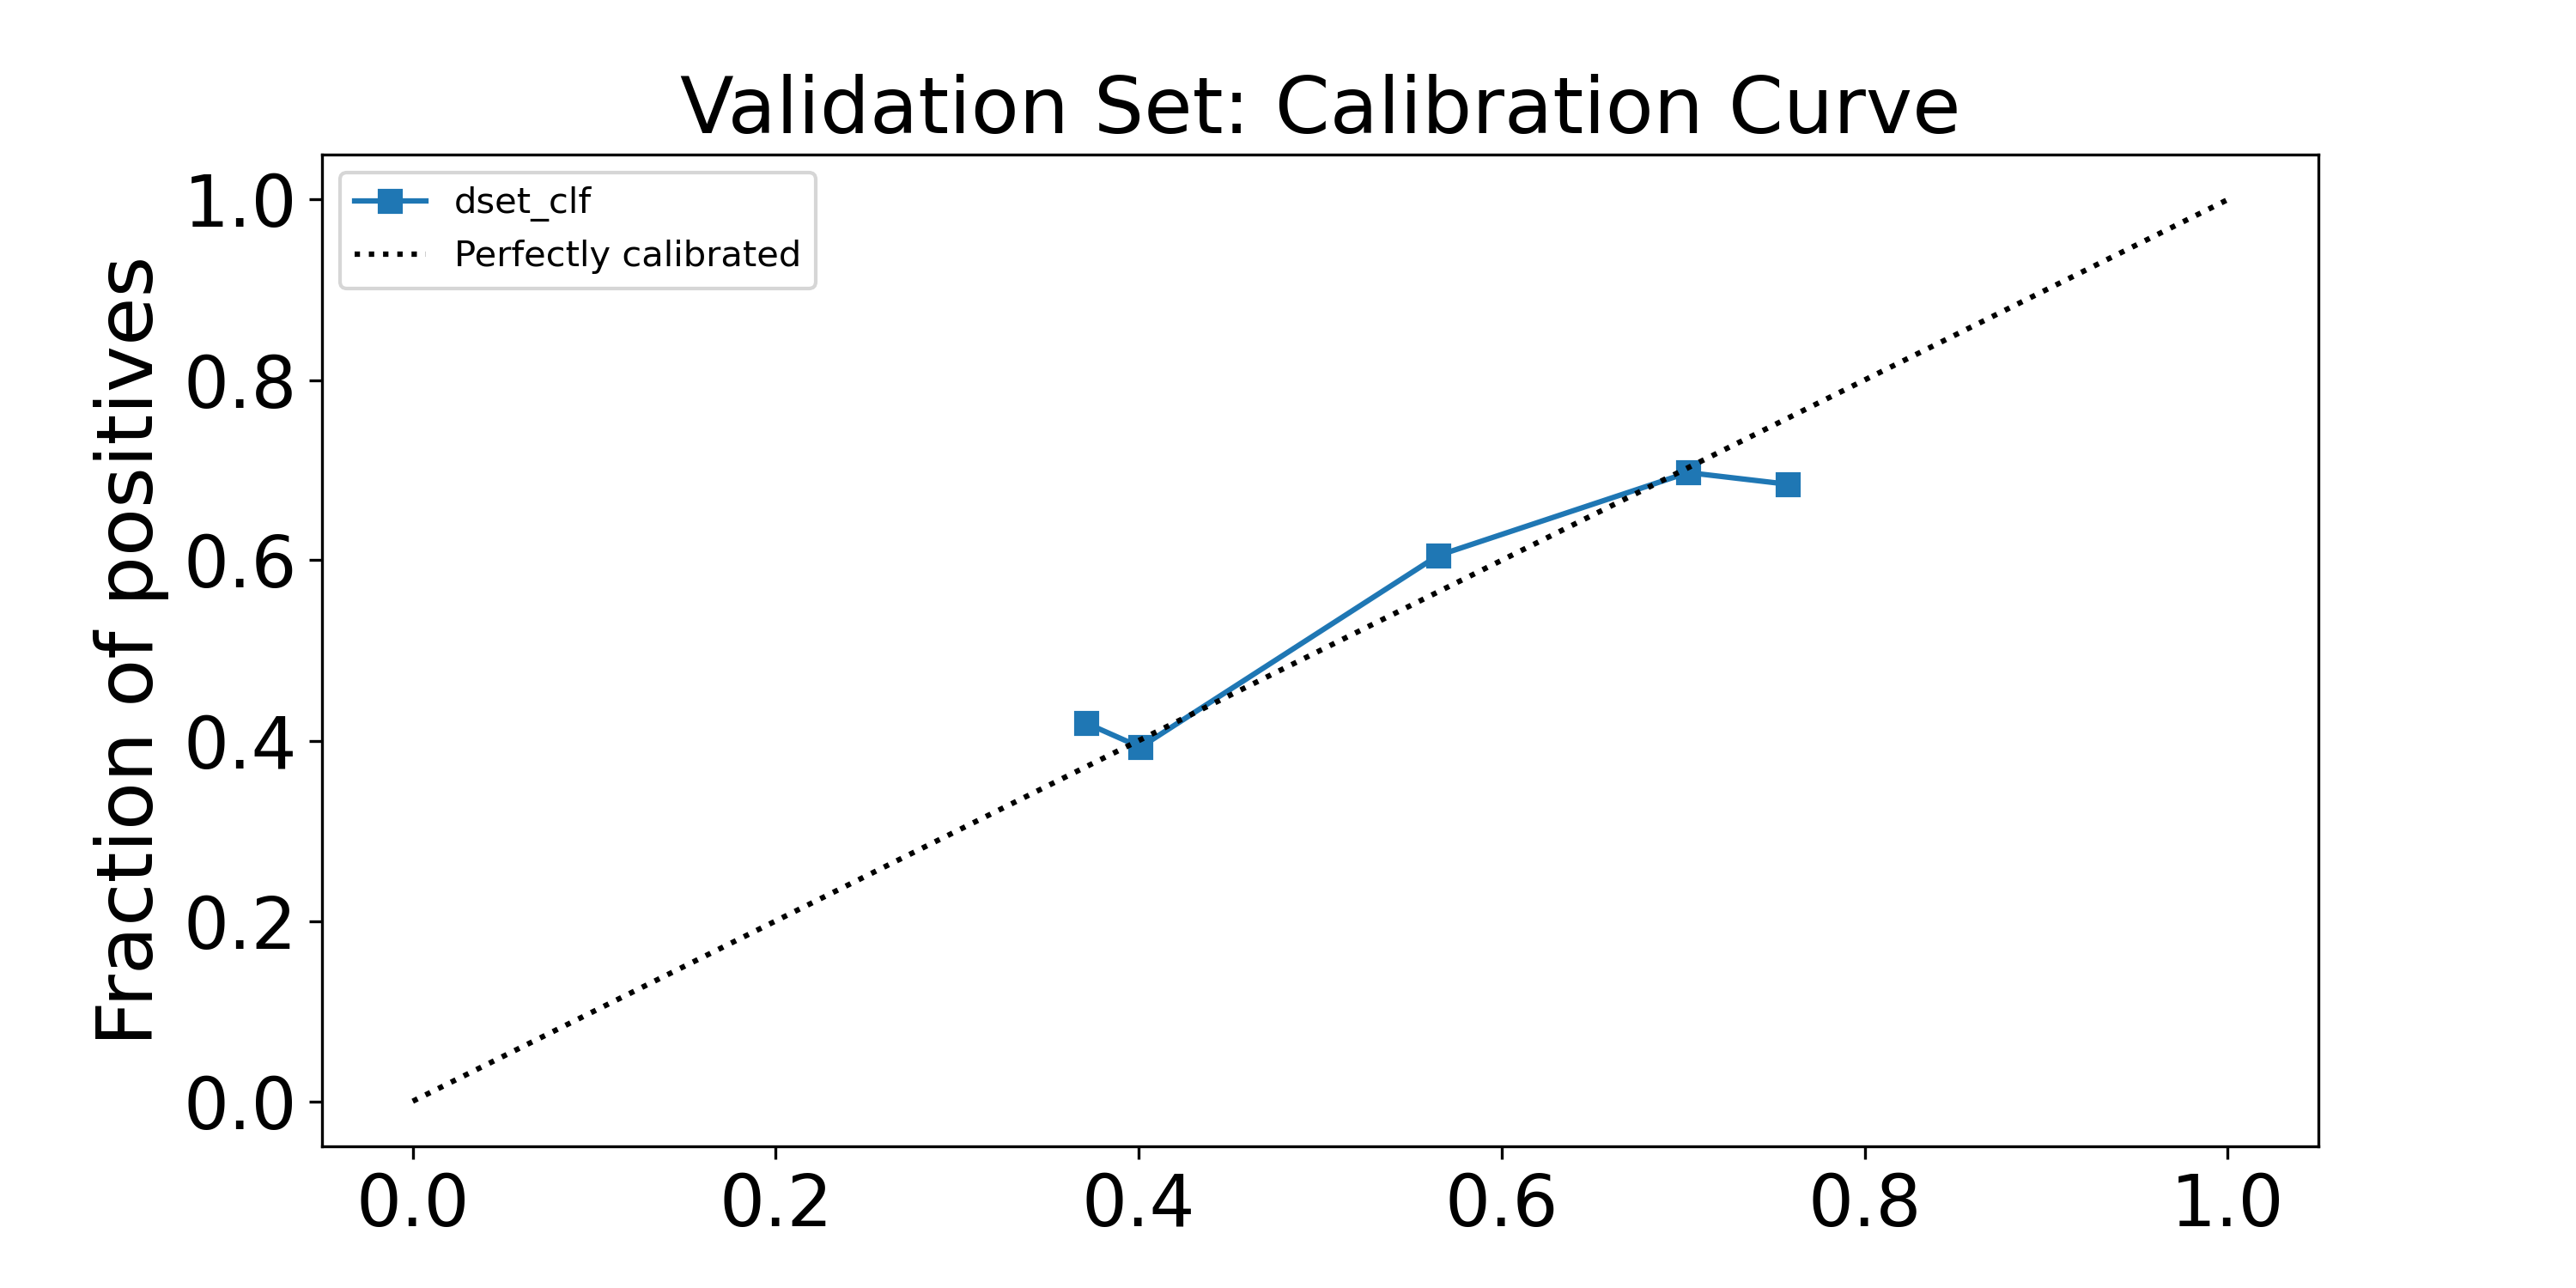 Validation Set: Calibration Curve
dset_clf
Perfectly calibrated
Fraction of positives
1.0
0.8
0.6
0.4
0.2
0.0
0.0 0.2 0.4 0.6 0.8 1.0